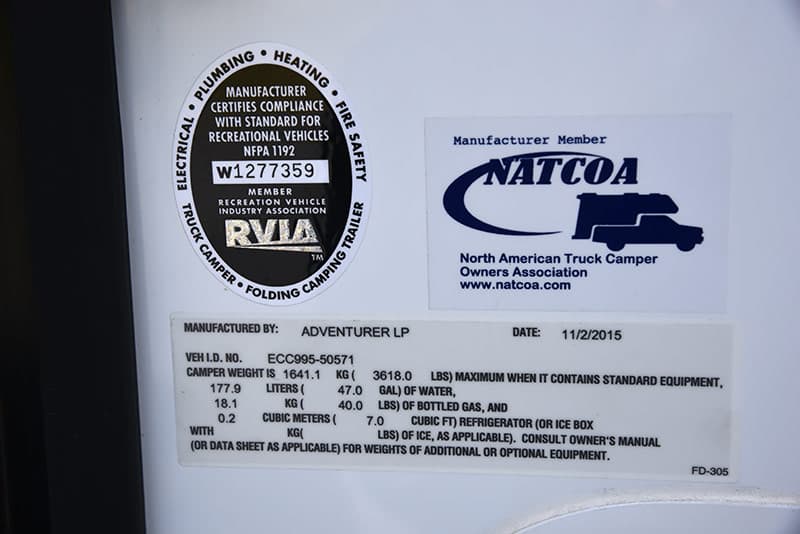 ELECTRICAL • PLUMBING • HEATING • FIRE SAFETY
MANUFACTURER
CERTIFIES COMPLIANCE
WITH STANDARD FOR
RECREATIONAL VEHICLES
NFPA 1192
W1277359
MEMBER
RECREATION VEHICLE
INDUSTRY ASSOCIATION
RVIA
TM
TRUCK CAMPER • FOLDING CAMPING TRAILER
Manufacturer Member
NATCOA
North American Truck Camper
Owners Association
www.natcoa.com
MANUFACTURED BY: ADVENTURER LP DATE: 11/2/2015
VEH I.D. NO. ECC995-50571
CAMPER WEIGHT IS 1641.1 KG ( 3618.0 LBS) MAXIMUM WHEN IT CONTAINS STANDARD EQUIPMENT,
177.9 LITERS ( 47.0 GAL) OF WATER,
18.1 KG ( 40.0 LBS) OF BOTTLED GAS, AND
0.2 CUBIC METERS ( 7.0 CUBIC FT) REFRIGERATOR (OR ICE BOX
WITH KG( LBS) OF ICE, AS APPLICABLE). CONSULT OWNER'S MANUAL
(OR DATA SHEET AS APPLICABLE) FOR WEIGHTS OF ADDITIONAL OR OPTIONAL EQUIPMENT.
FD-305